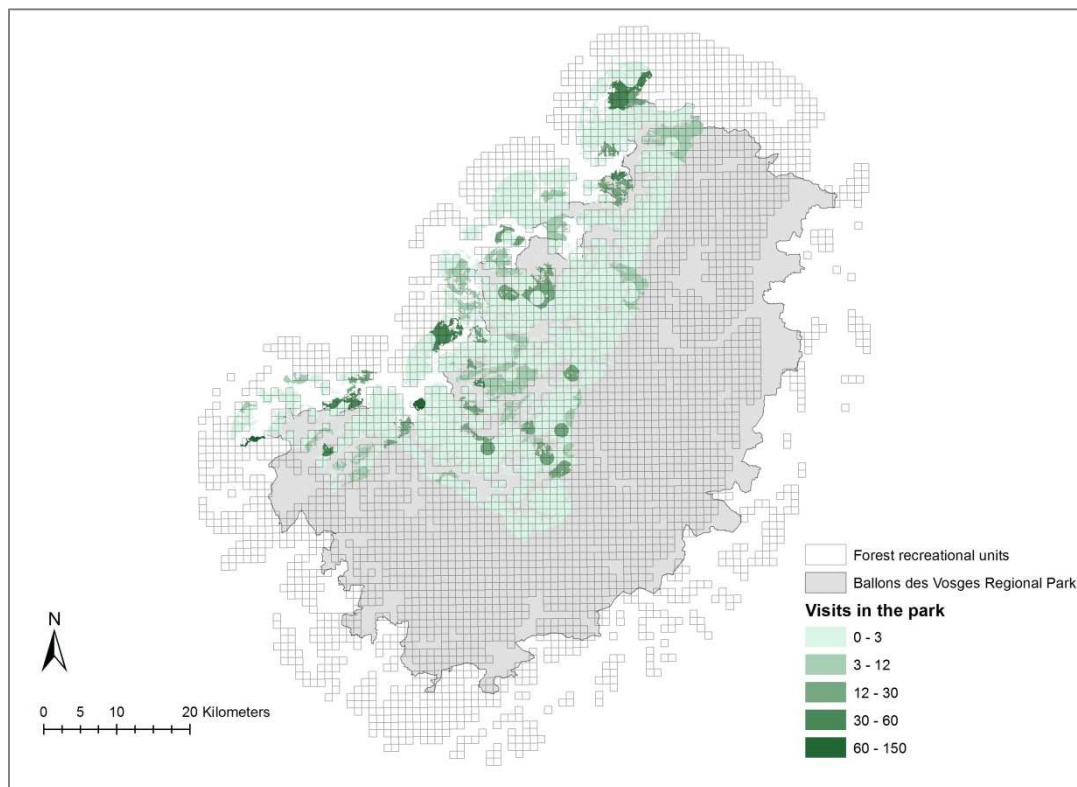 Forest recreational units
Ballons des Vosges Regional Park
Visits in the park
0 - 3
3 - 12
12 - 30
30 - 60
60 - 150
N
0 5 10 20 Kilometers